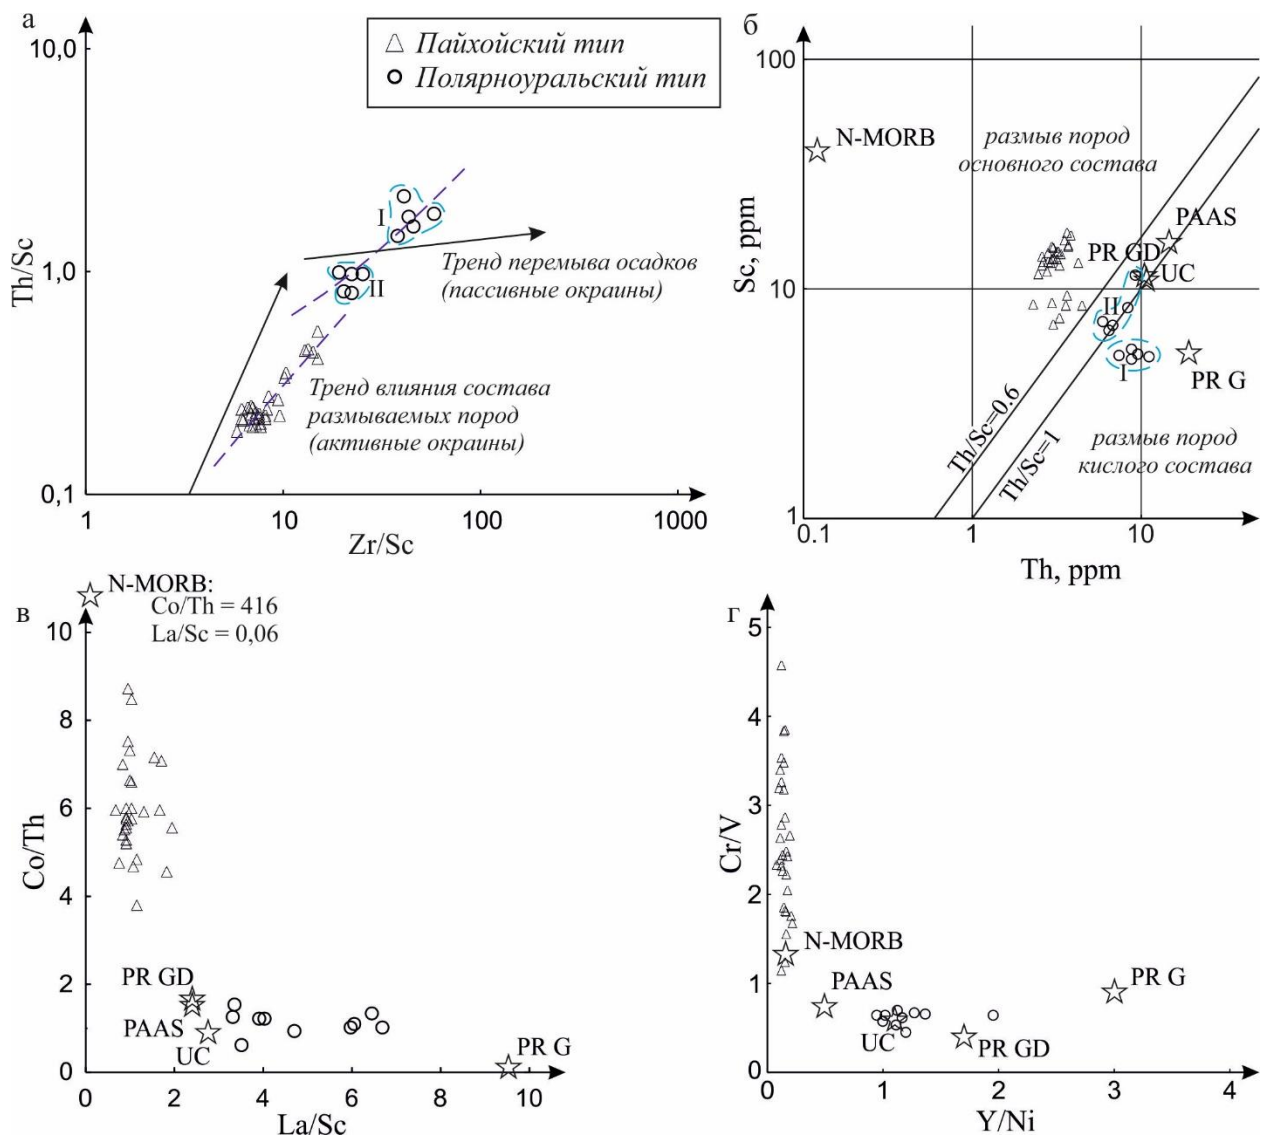 а
Пайхойский тип
Полярноуральский тип
10,0
1,0
0,1
Th/Sc
I
II
Тренд перемыва осадков
(пассивные окраины)
Тренд влияния состава
размываемых пород
(активные окраины)
1
10
100
1000
Zr/Sc
б
100
10
1
Sc, ppm
N-MORB
размыв пород
основного состава
PAAS
PR GD
UC
II
I
PR G
Th/Sc=0.6
Th/Sc=1
размыв пород
кислого состава
0.1
1
10
Th, ppm
в
N-MORB:
Co/Th = 416
La/Sc = 0,06
10
8
6
4
2
0
Co/Th
PR GD
PAAS
UC
PR G
0
2
4
6
8
10
La/Sc
г
5
4
3
2
1
0
Cr/V
N-MORB
PAAS
UC
PR GD
PR G
0
1
2
3
4
Y/Ni